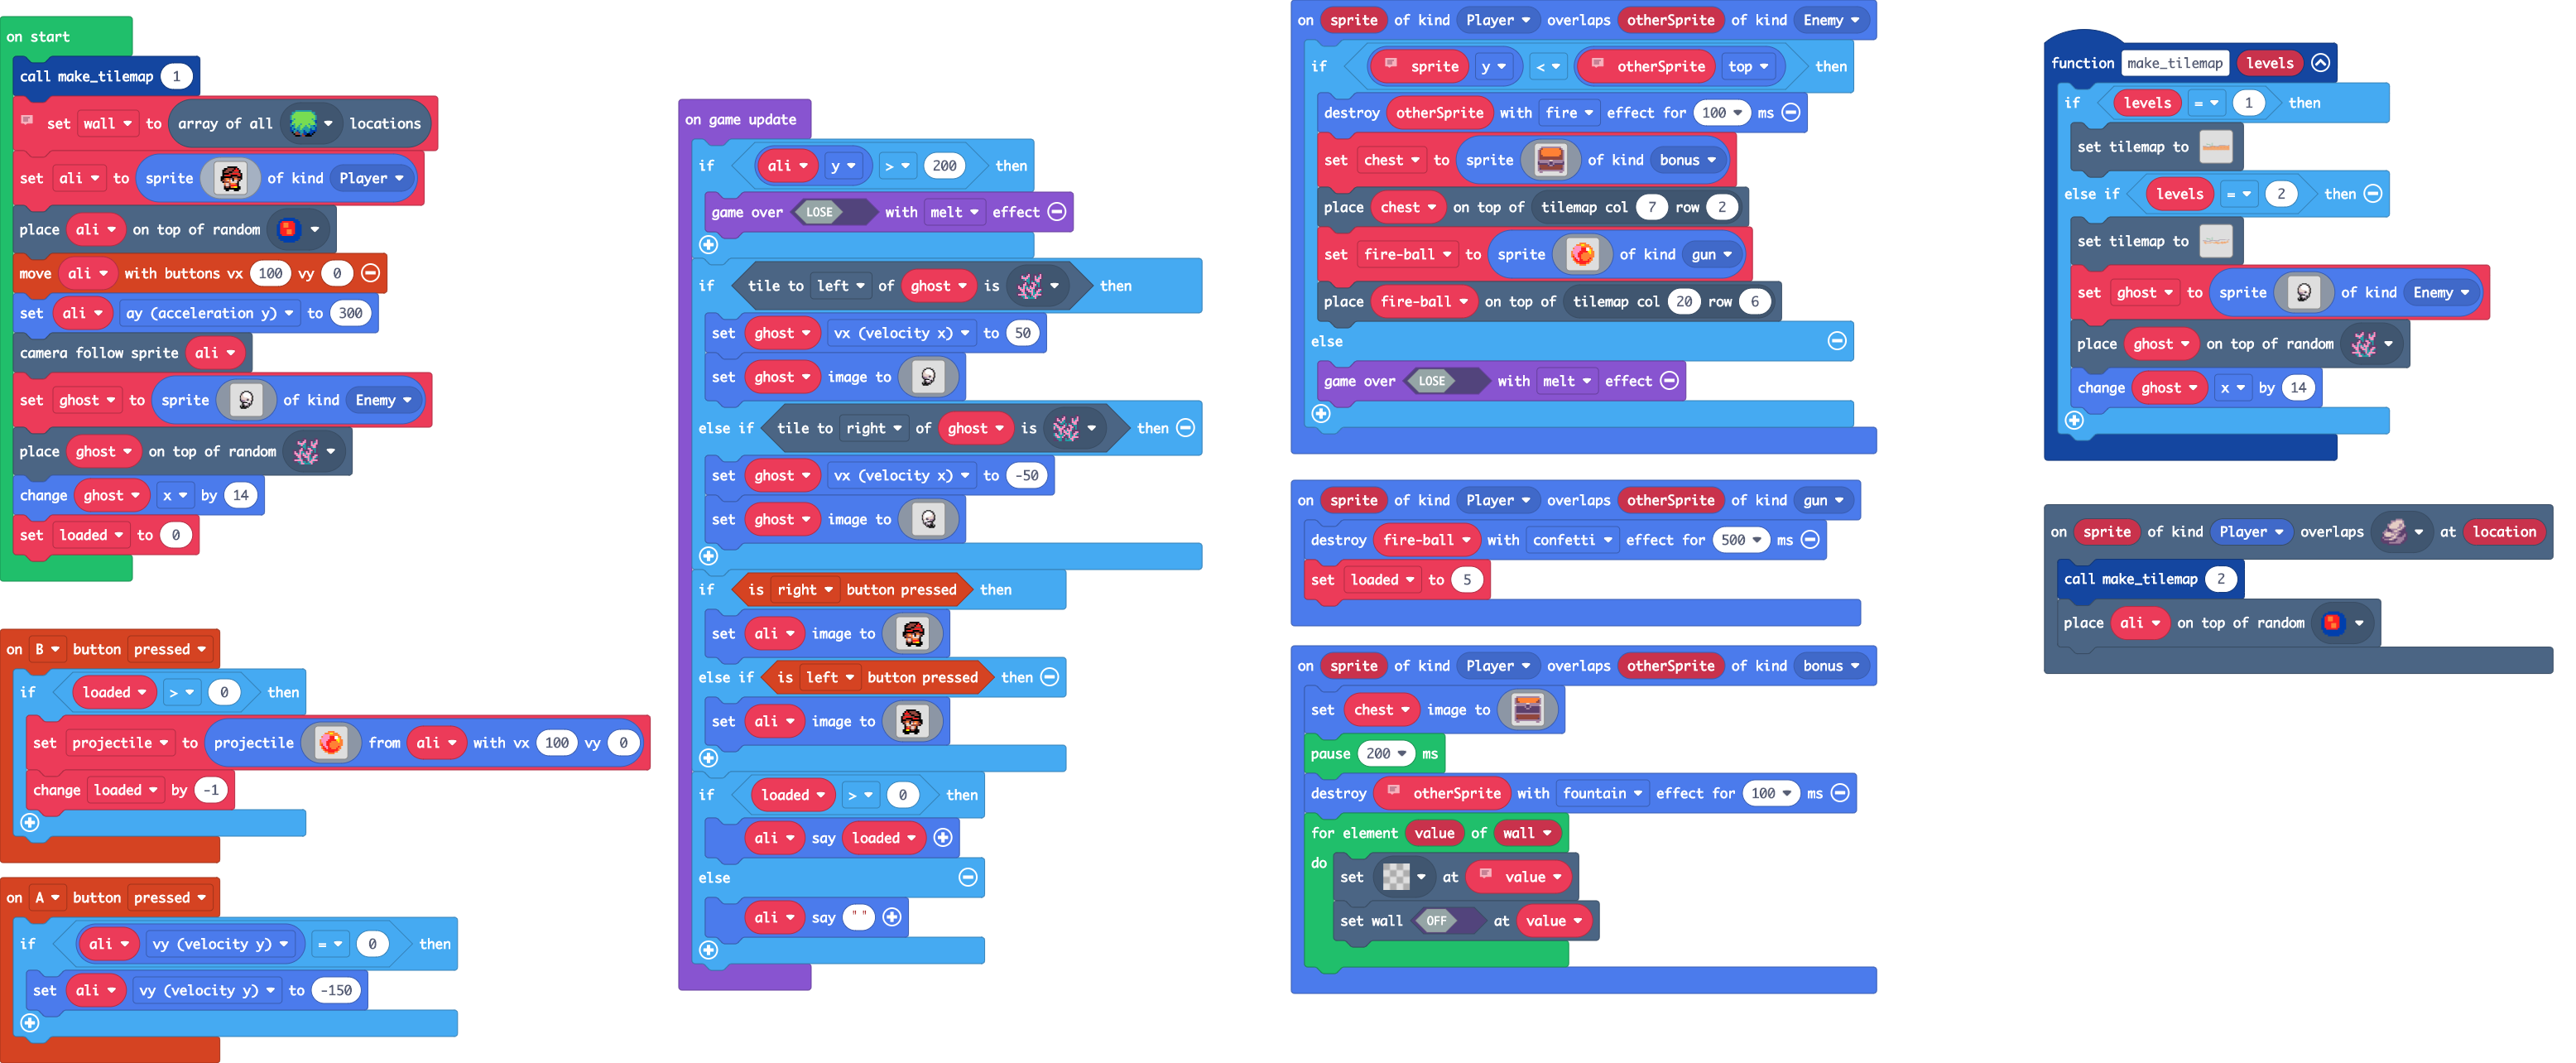 on start
call make_tilemap 1
set wall to array of all locations
set ali to sprite of kind Player
place ali on top of random
move ali with buttons vx 100 vy 0
set ali ay (acceleration y) to 300
camera follow sprite ali
set ghost to sprite of kind Enemy
place ghost on top of random
change ghost x by 14
set loaded to 0
on B button pressed
if loaded > 0 then
set projectile to projectile from ali with vx 100 vy 0
change loaded by -1
on A button pressed
if ali vy (velocity y) = 0 then
set ali vy (velocity y) to -150
on game update
if ali y > 200 then
game over LOSE with melt effect
if tile to left of ghost is then
set ghost vx (velocity x) to 50
set ghost image to
else if tile to right of ghost is then
set ghost vx (velocity x) to -50
set ghost image to
if is right button pressed then
set ali image to
else if is left button pressed then
set ali image to
if loaded > 0 then
ali say loaded
else
ali say " "
on sprite of kind Player overlaps otherSprite of kind Enemy
if sprite y < otherSprite top then
destroy otherSprite with fire effect for 100 ms
set chest to sprite of kind bonus
place chest on top of tilemap col 7 row 2
set fire-ball to sprite of kind gun
place fire-ball on top of tilemap col 20 row 6
else
game over LOSE with melt effect
on sprite of kind Player overlaps otherSprite of kind gun
destroy fire-ball with confetti effect for 500 ms
set loaded to 5
on sprite of kind Player overlaps otherSprite of kind bonus
set chest image to
pause 200 ms
destroy otherSprite with fountain effect for 100 ms
for element value of wall
do set at value
set wall OFF at value
function make_tilemap levels
if levels = 1 then
set tilemap to
else if levels = 2 then
set tilemap to
set ghost to sprite of kind Enemy
place ghost on top of random
change ghost x by 14
on sprite of kind Player overlaps at location
call make_tilemap 2
place ali on top of random